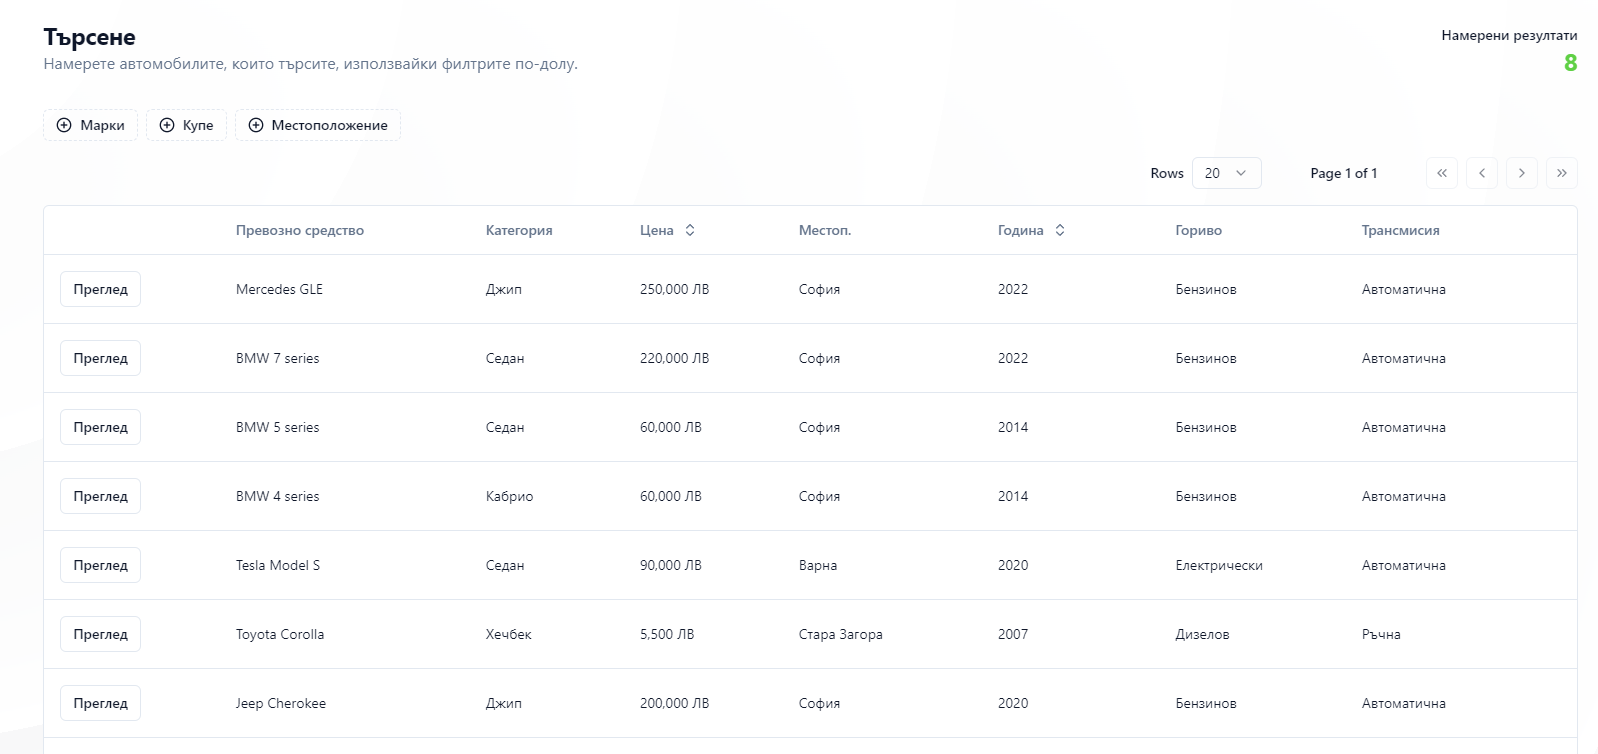 Търсене
Намерете автомобилите, които търсите, използвайки филтрите по-долу.
Намерени резултати
8
Марки Купе Местоположение
Rows 20 Page 1 of 1
Превозно средство Категория Цена Местоп. Година Гориво Трансмисия
Преглед Mercedes GLE Джип 250,000 ЛВ София 2022 Бензинов Автоматична
Преглед BMW 7 series Седан 220,000 ЛВ София 2022 Бензинов Автоматична
Преглед BMW 5 series Седан 60,000 ЛВ София 2014 Бензинов Автоматична
Преглед BMW 4 series Кабрио 60,000 ЛВ София 2014 Бензинов Автоматична
Преглед Tesla Model S Седан 90,000 ЛВ Варна 2020 Електрически Автоматична
Преглед Toyota Corolla Хечбек 5,500 ЛВ Стара Загора 2007 Дизелов Ръчна
Преглед Jeep Cherokee Джип 200,000 ЛВ София 2020 Бензинов Автоматична